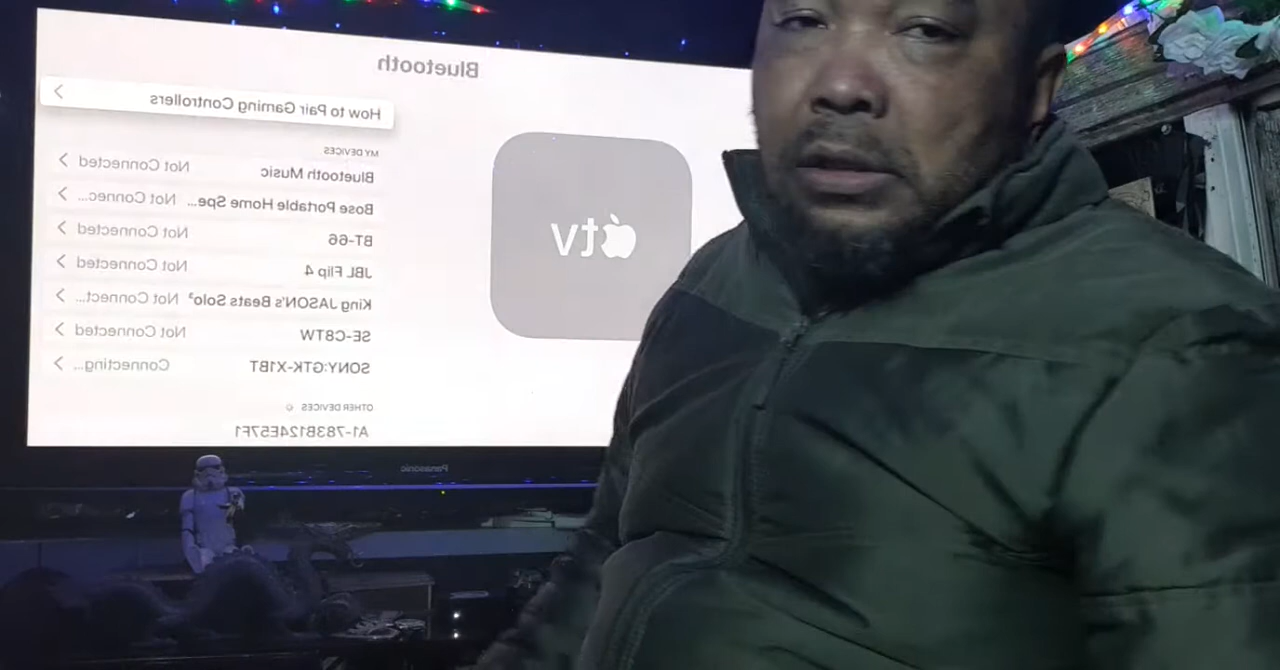 Bluetooth
How to Pair Gaming Controllers
MY DEVICES
Bluetooth Music Not Connected
Bose Portable Home Spe... Not Connec...
BT-66 Not Connected
JBL Flip 4 Not Connected
King JASON's Beats Solo³ Not Connect...
SE-C8TW Not Connected
SONY:GTK-X1BT Connecting...
OTHER DEVICES
A1-783B124E57F1
tv
Panasonic